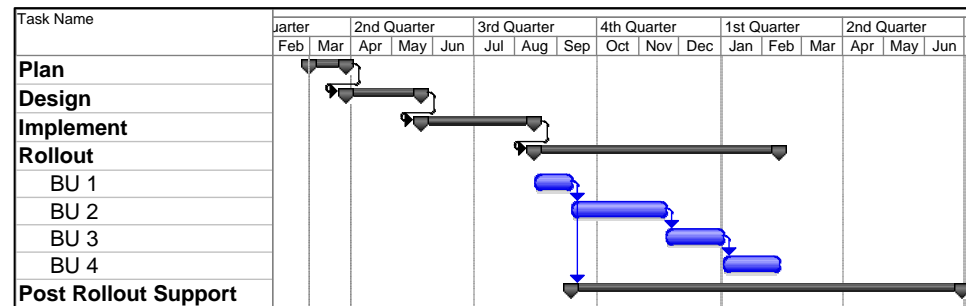 Task Name
uarter 2nd Quarter 3rd Quarter 4th Quarter 1st Quarter 2nd Quarter
Feb Mar Apr May Jun Jul Aug Sep Oct Nov Dec Jan Feb Mar Apr May Jun
Plan
Design
Implement
Rollout
BU 1
BU 2
BU 3
BU 4
Post Rollout Support